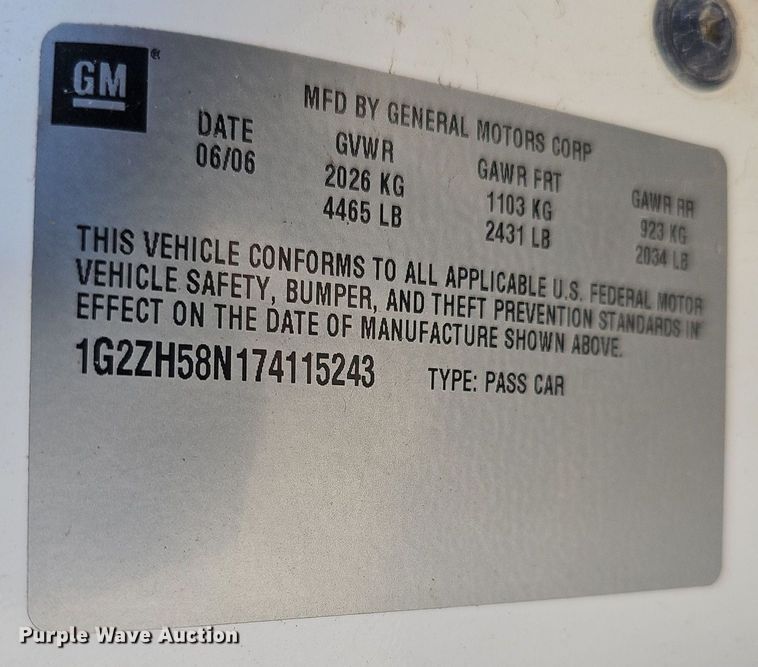 GM®
MFD BY GENERAL MOTORS CORP
DATE GVWR GAWR FRT GAWR RR
06/06 2026 KG 1103 KG 923 KG
4465 LB 2431 LB 2034 LB
THIS VEHICLE CONFORMS TO ALL APPLICABLE U.S. FEDERAL MOTOR
VEHICLE SAFETY, BUMPER, AND THEFT PREVENTION STANDARDS IN
EFFECT ON THE DATE OF MANUFACTURE SHOWN ABOVE.
1G2ZH58N174115243 TYPE: PASS CAR
Purple Wave Auction